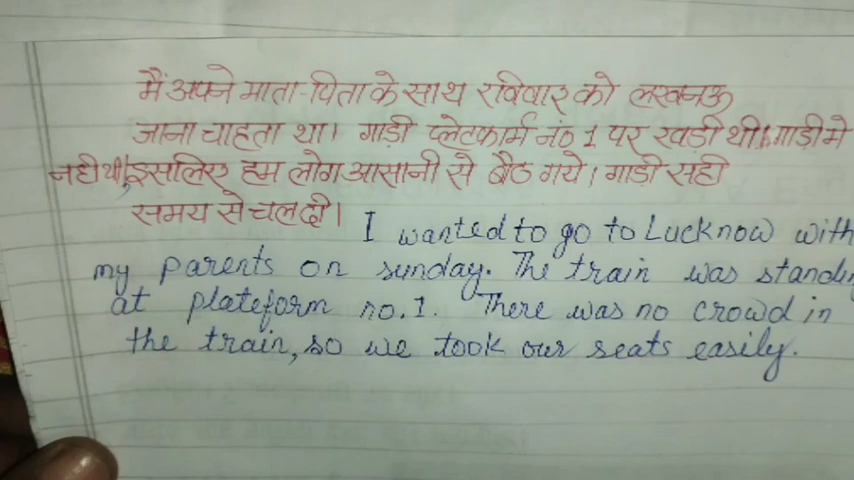 मैं अपने माता-पिता के साथ रविवार को लखनऊ
जाना चाहता था। गाड़ी प्लेटफार्म नं० 1 पर खड़ी थी। गाड़ी मे
नही थी, इसलिए हम लोग आसानी से बैठ गये। गाड़ी सही
समय से चल दी।
I wanted to go to Lucknow with
my parents on sunday. The train was
at plateform no.1. There was no crowd in
the train, so we took our seats easily.